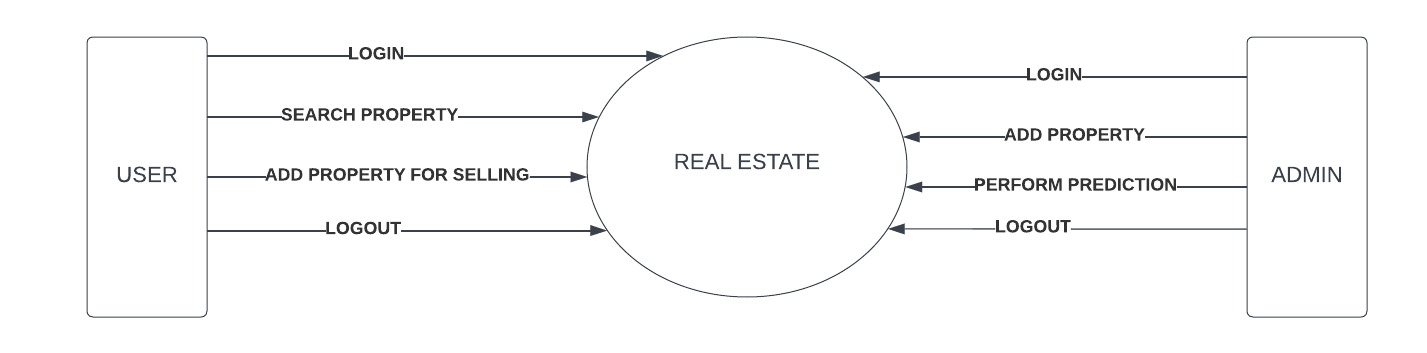 LOGIN
SEARCH PROPERTY
USER
ADD PROPERTY FOR SELLING
LOGOUT
REAL ESTATE
LOGIN
ADD PROPERTY
PERFORM PREDICTION
LOGOUT
ADMIN